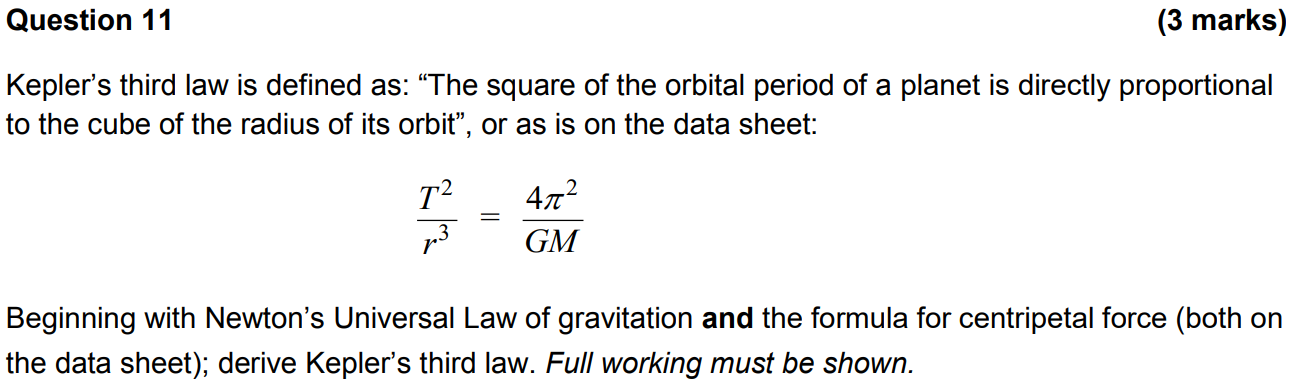 Question 11 (3 marks)
Kepler's third law is defined as: “The square of the orbital period of a planet is directly proportional
to the cube of the radius of its orbit”, or as is on the data sheet:
T²/r³ = 4π²/GM
Beginning with Newton's Universal Law of gravitation and the formula for centripetal force (both on
the data sheet); derive Kepler's third law. Full working must be shown.